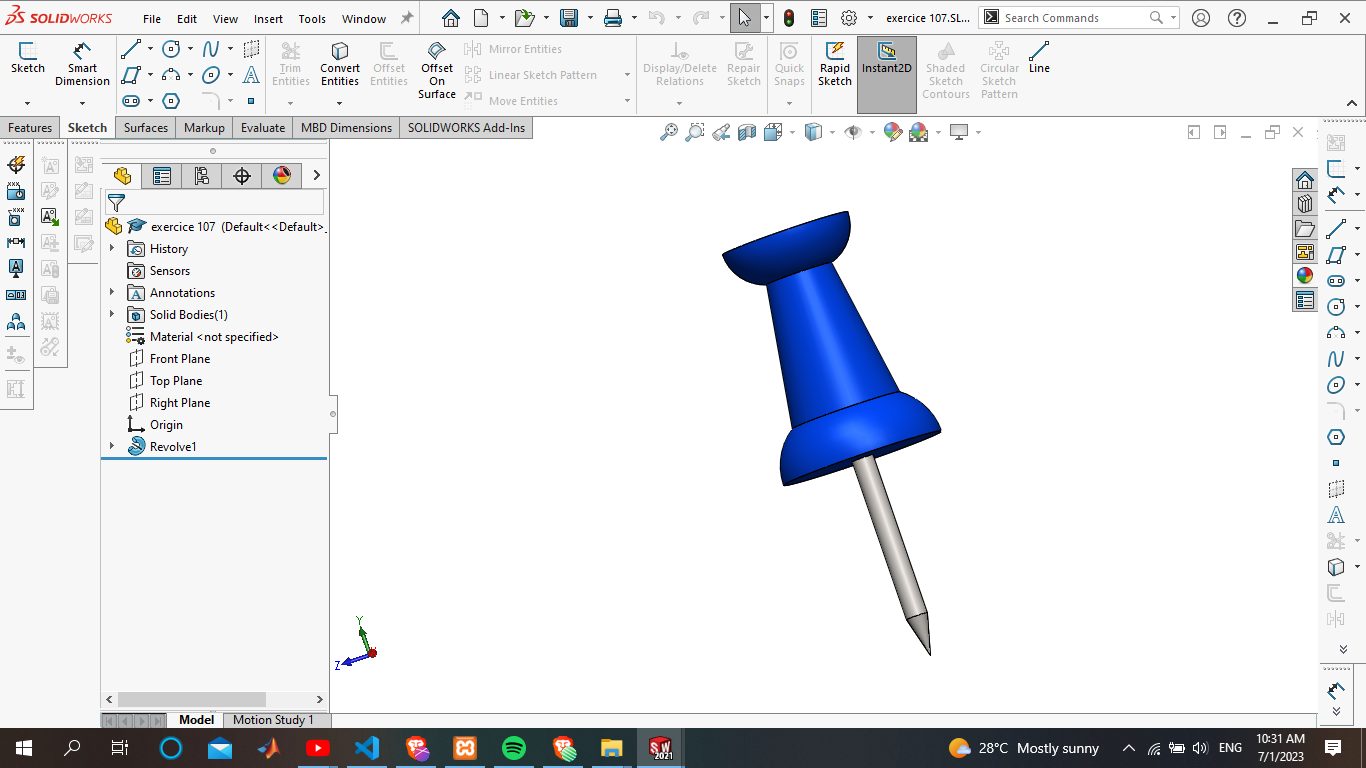 SOLIDWORKS
File Edit View Insert Tools Window
exercice 107.SL...
Search Commands
Sketch
Smart Dimension
Trim Entities
Convert Entities
Offset Entities
Offset On Surface
Mirror Entities
Linear Sketch Pattern
Move Entities
Display/Delete Relations
Repair Sketch
Quick Snaps
Rapid Sketch
Instant2D
Shaded Sketch Contours
Circular Sketch Pattern
Line
Features Sketch Surfaces Markup Evaluate MBD Dimensions SOLIDWORKS Add-Ins
exercice 107 (Default<<Default>_
History
Sensors
Annotations
Solid Bodies(1)
Material <not specified>
Front Plane
Top Plane
Right Plane
Origin
Revolve1
Y
Z
Model Motion Study 1
SW
2021
28°C Mostly sunny
ENG
10:31 AM
7/1/2023